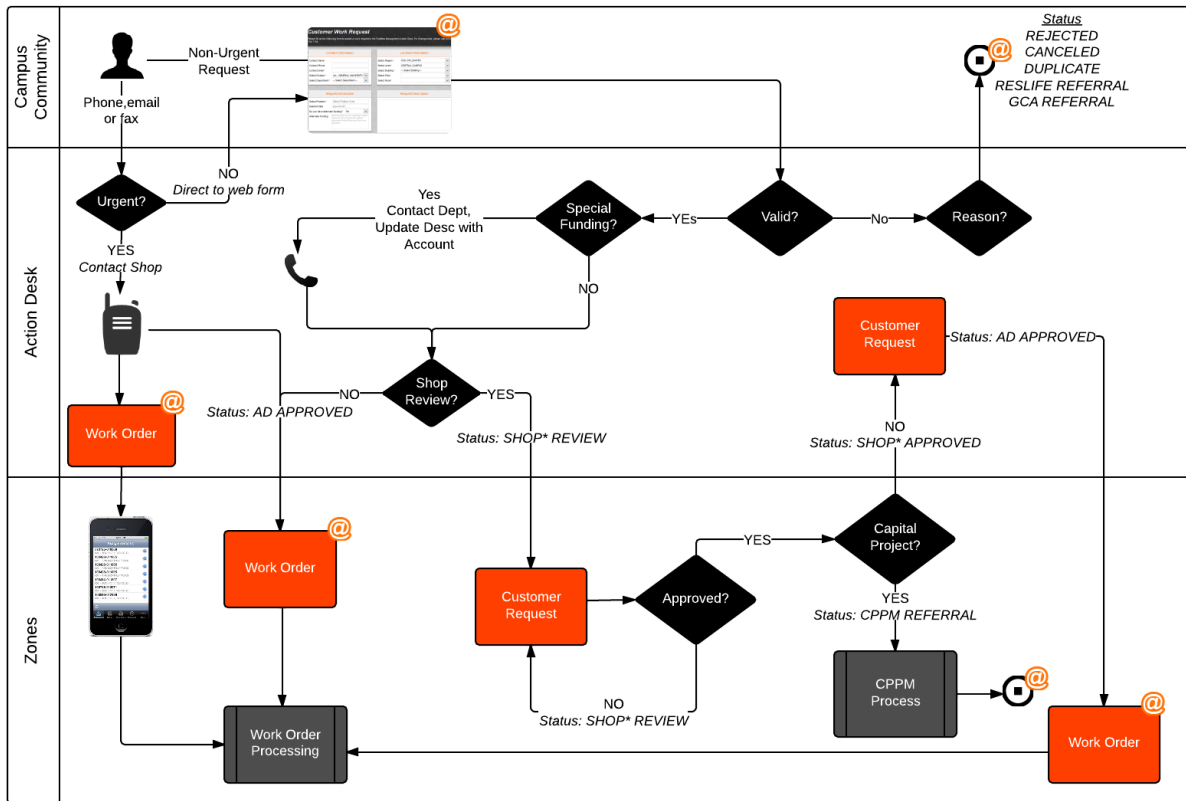 Campus
Community
Non-Urgent
Request
Phone,email
or fax
@
Customer Work Request
@
Status
REJECTED
CANCELED
DUPLICATE
RESLIFE REFERRAL
GCA REFERRAL
Action Desk
Urgent?
NO
Direct to web form
YES
Contact Shop
Yes
Contact Dept,
Update Desc with
Account
Special
Funding?
YEs
Valid?
No
Reason?
NO
Customer
Request
Status: AD APPROVED
Shop
Review?
NO
Status: AD APPROVED
YES
Status: SHOP* REVIEW
@
Work Order
NO
Status: SHOP* APPROVED
Zones
@
Work Order
Customer
Request
Approved?
YES
Capital
Project?
YES
Status: CPPM REFERRAL
NO
Status: SHOP* REVIEW
CPPM
Process
@
Work Order
Processing
@
Work Order